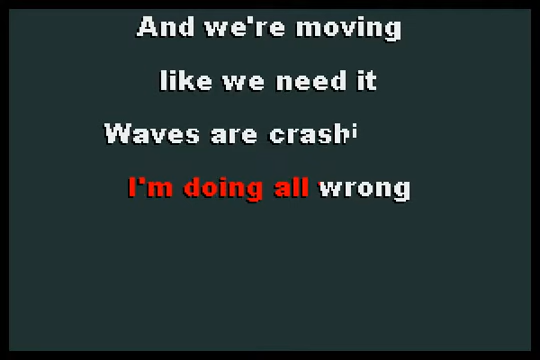 And we're moving
like we need it
Waves are crashi
I'm doing all wrong